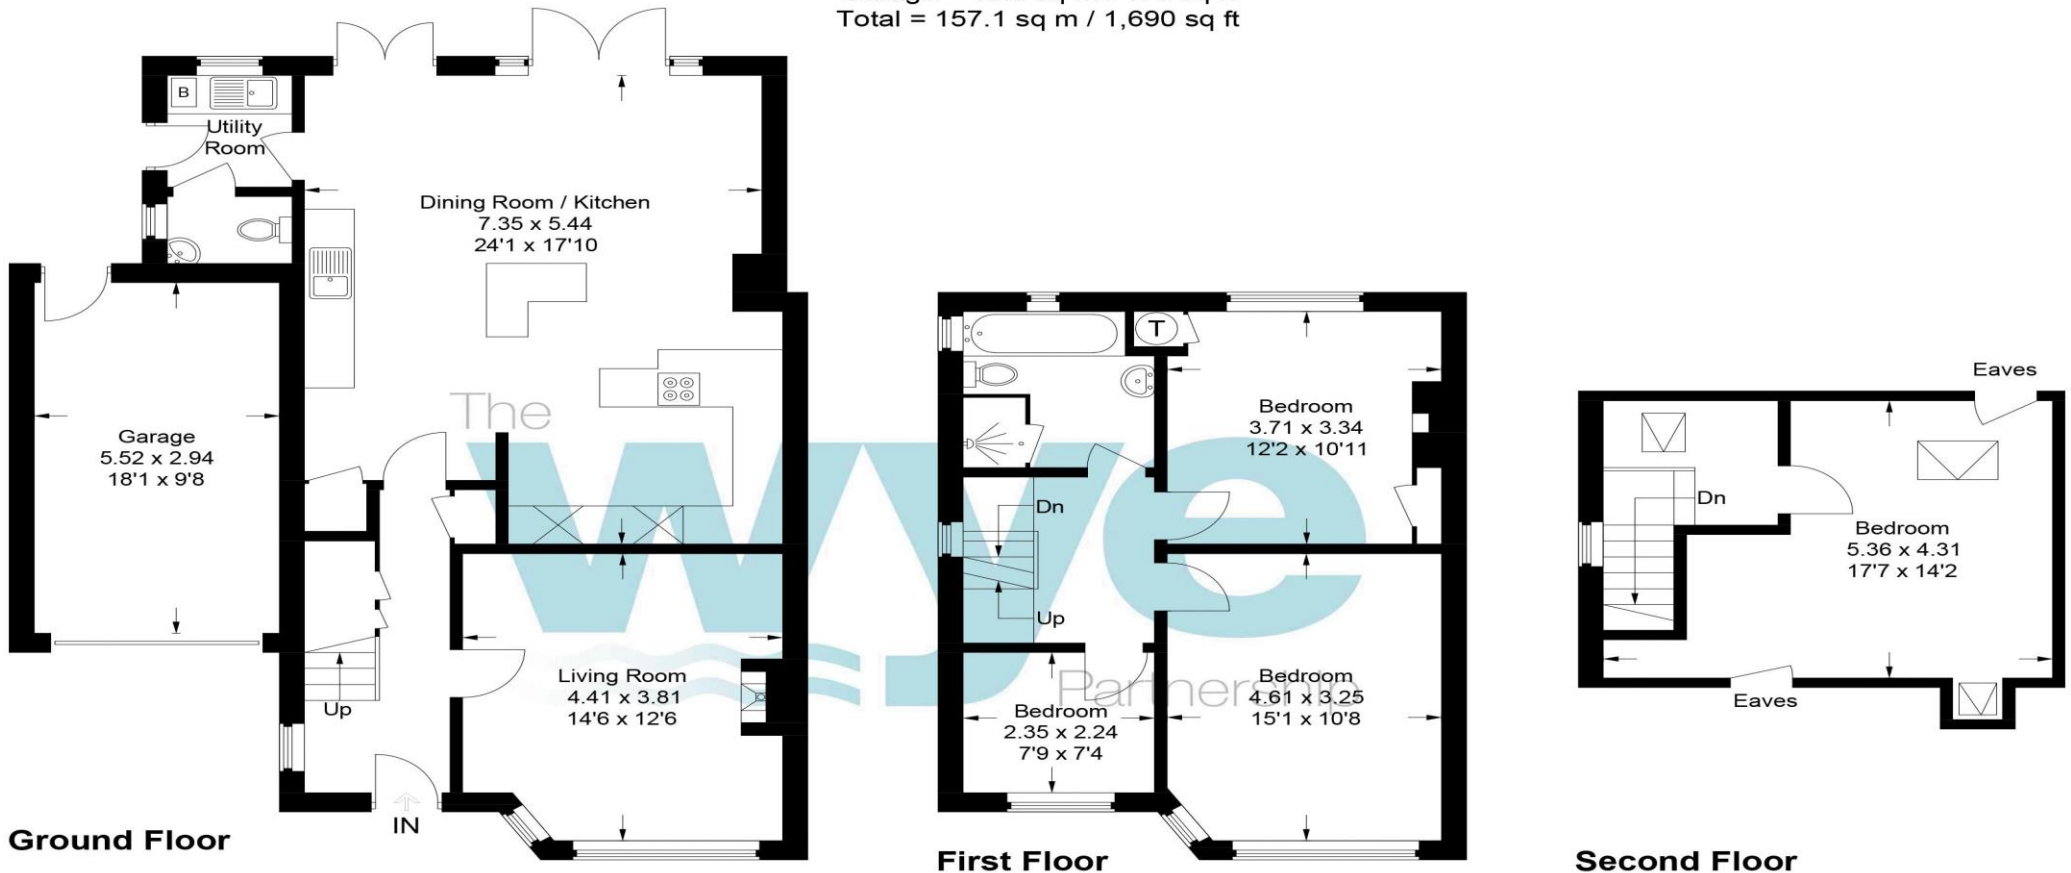 Total = 157.1 sq m / 1,690 sq ft
B
Utility
Room
Dining Room / Kitchen
7.35 x 5.44
24'1 x 17'10
Garage
5.52 x 2.94
18'1 x 9'8
Living Room
4.41 x 3.81
14'6 x 12'6
Up
IN
Ground Floor
T
Bedroom
3.71 x 3.34
12'2 x 10'11
Dn
Up
Bedroom
2.35 x 2.24
7'9 x 7'4
Bedroom
4.61 x 3.25
15'1 x 10'8
First Floor
Eaves
Dn
Bedroom
5.36 x 4.31
17'7 x 14'2
Eaves
Second Floor
The
wye
Partnership